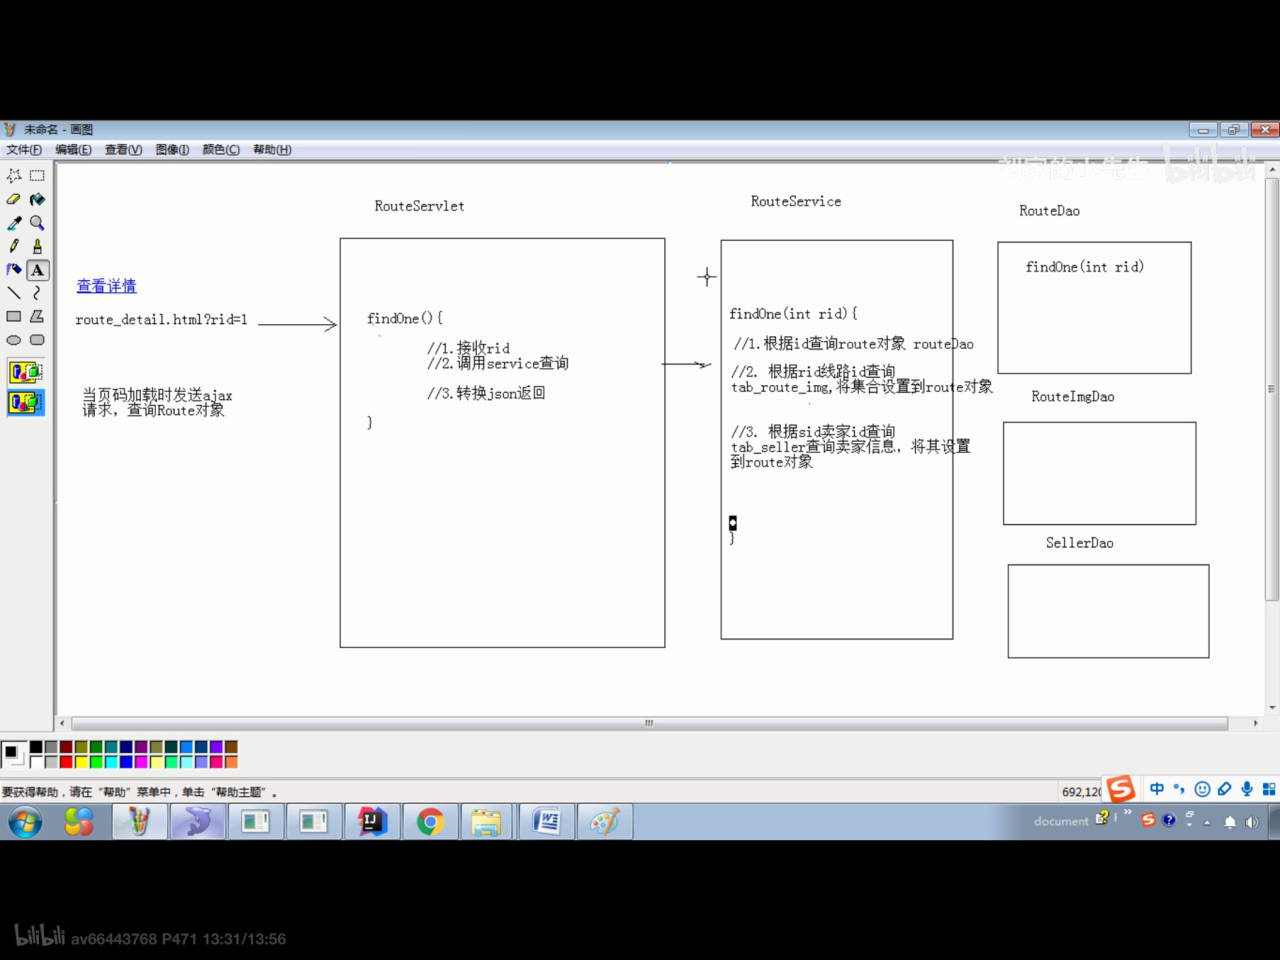 未命名 - 画图
文件(F) 编辑(E) 查看(V) 图像(I) 颜色(C) 帮助(H)
bilibili
RouteServlet
RouteService
RouteDao
查看详情
route_detail.html?rid=1
当页码加载时发送ajax
请求，查询Route对象
findOne(){
//1.接收rid
//2.调用service查询
//3.转换json返回
}
findOne(int rid){
//1.根据id查询route对象 routeDao
//2. 根据rid线路id查询
tab_route_img,将集合设置到route对象
//3. 根据sid卖家id查询
tab_seller查询卖家信息，将其设置
到route对象
}
findOne(int rid)
RouteImgDao
SellerDao
要获得帮助，请在“帮助”菜单中，单击“帮助主题”。
692,120
中
document
bilibili av66443768 P471 13:31/13:56